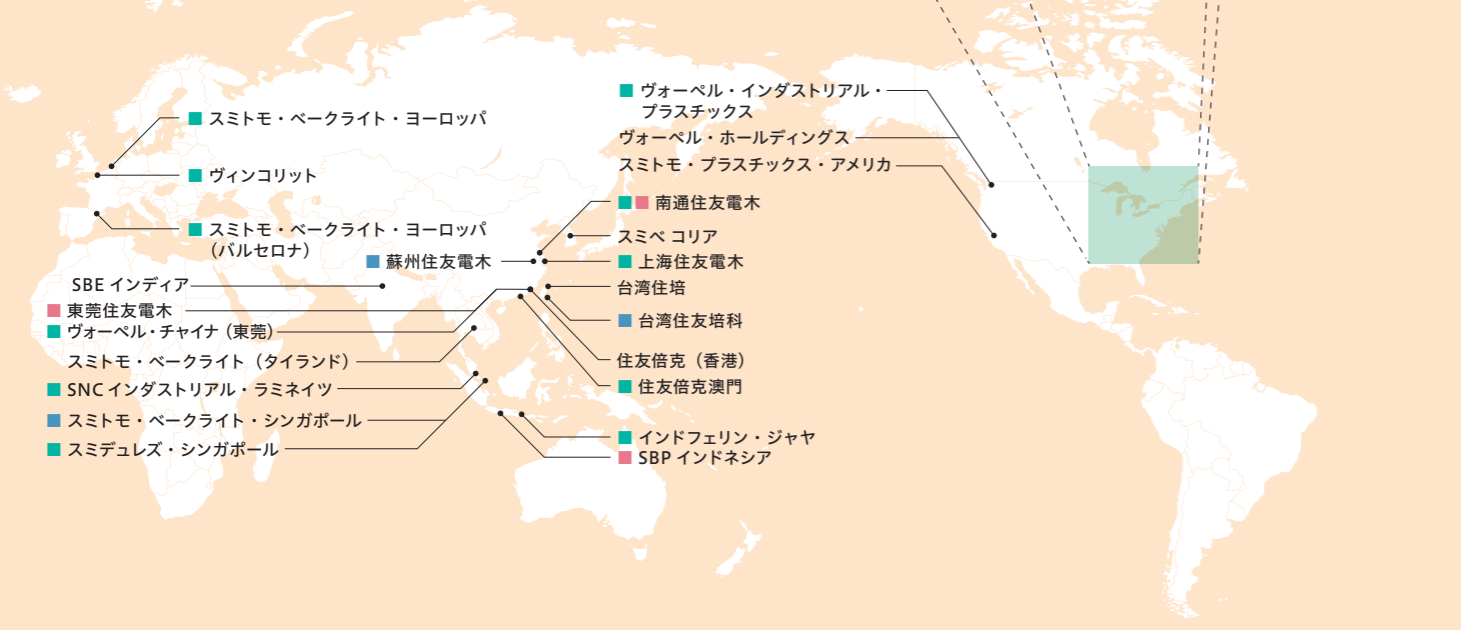 スミトモ・ベークライト・ヨーロッパ
ヴィンコリット
スミトモ・ベークライト・ヨーロッパ
（バルセロナ）
蘇州住友電木
SBE インディア
東莞住友電木
ヴォーペル・チャイナ（東莞）
スミトモ・ベークライト（タイランド）
SNC インダストリアル・ラミネイツ
スミトモ・ベークライト・シンガポール
スミデュレズ・シンガポール
ヴォーペル・インダストリアル・
プラスチックス
ヴォーペル・ホールディングス
スミトモ・プラスチックス・アメリカ
南通住友電木
スミベ コリア
上海住友電木
台湾住培
台湾住友培科
住友倍克（香港）
住友倍克澳門
インドフェリン・ジャヤ
SBP インドネシア